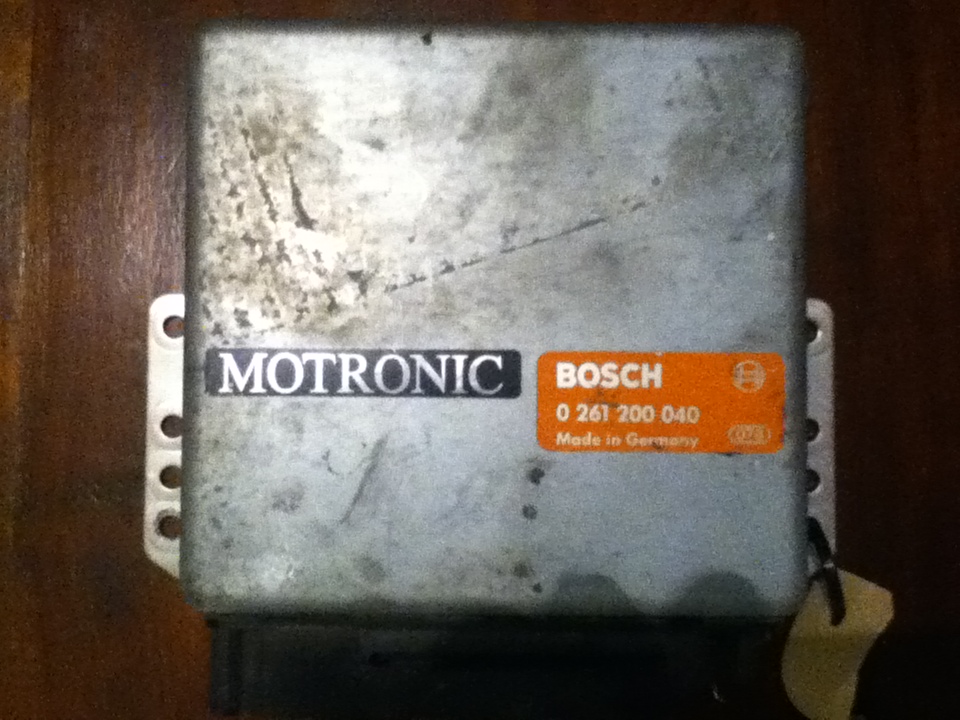 MOTRONIC
BOSCH
0 261 200 040
Made in Germany